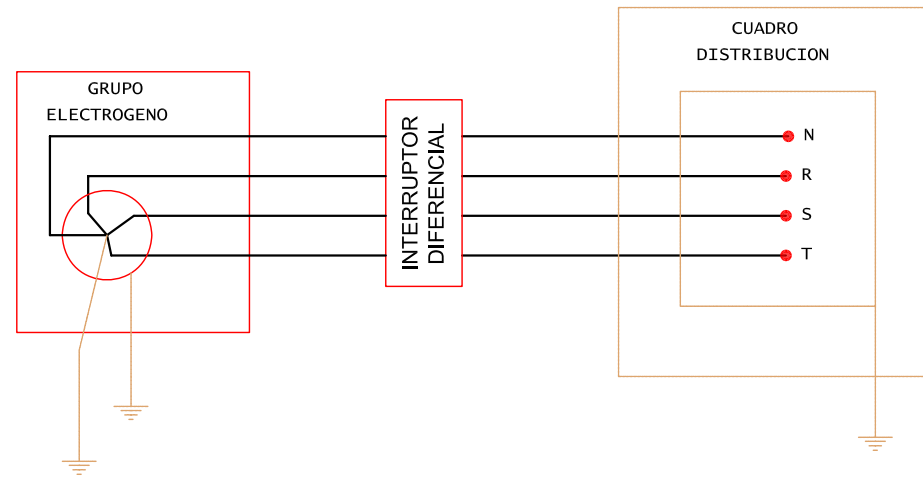 GRUPO
ELECTROGENO
INTERRUPTOR
DIFERENCIAL
CUADRO
DISTRIBUCION
N
R
S
T